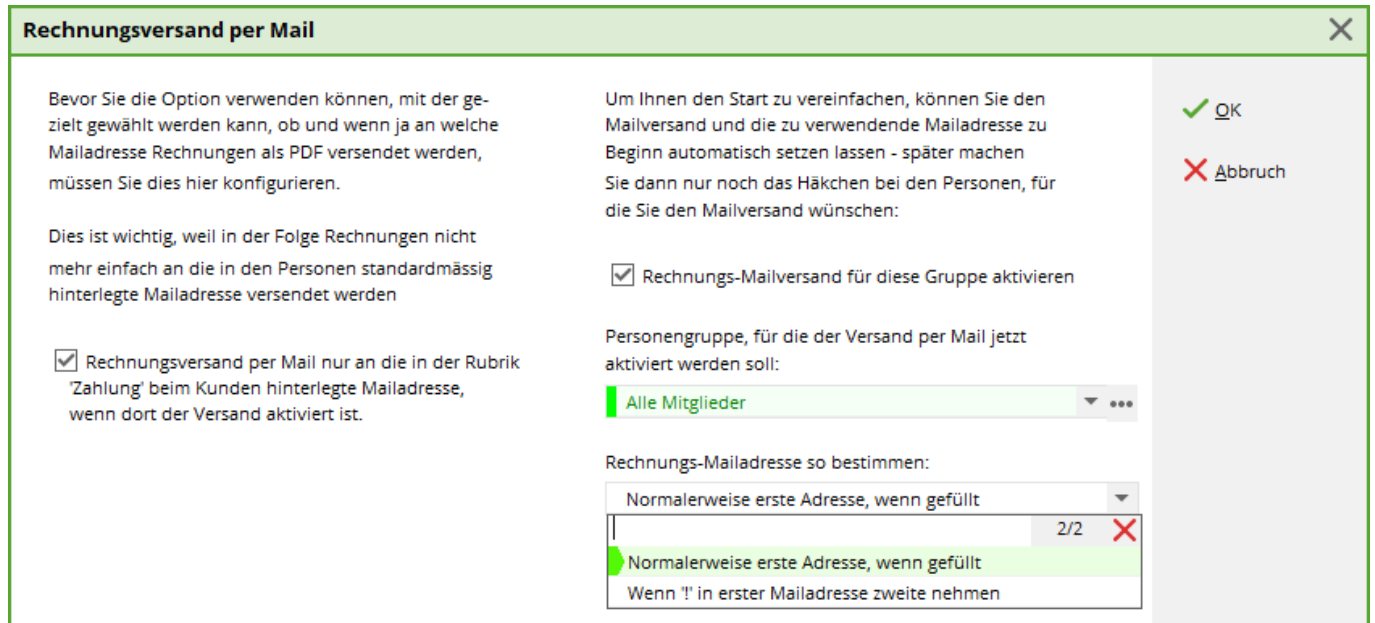 Rechnungsversand per Mail
Bevor Sie die Option verwenden können, mit der ge-
zielt gewählt werden kann, ob und wenn ja an welche
Mailadresse Rechnungen als PDF versendet werden,
müssen Sie dies hier konfigurieren.
Dies ist wichtig, weil in der Folge Rechnungen nicht
mehr einfach an die in den Personen standardmässig
hinterlegte Mailadresse versendet werden
Rechnungsversand per Mail nur an die in der Rubrik
'Zahlung' beim Kunden hinterlegte Mailadresse,
wenn dort der Versand aktiviert ist.
Um Ihnen den Start zu vereinfachen, können Sie den
Mailversand und die zu verwendende Mailadresse zu
Beginn automatisch setzen lassen - später machen
Sie dann nur noch das Häkchen bei den Personen, für
die Sie den Mailversand wünschen:
Rechnungs-Mailversand für diese Gruppe aktivieren
Personengruppe, für die der Versand per Mail jetzt
aktiviert werden soll:
Alle Mitglieder
Rechnungs-Mailadresse so bestimmen:
Normalerweise erste Adresse, wenn gefüllt
2/2
Normalerweise erste Adresse, wenn gefüllt
Wenn '!' in erster Mailadresse zweite nehmen
OK
Abbruch